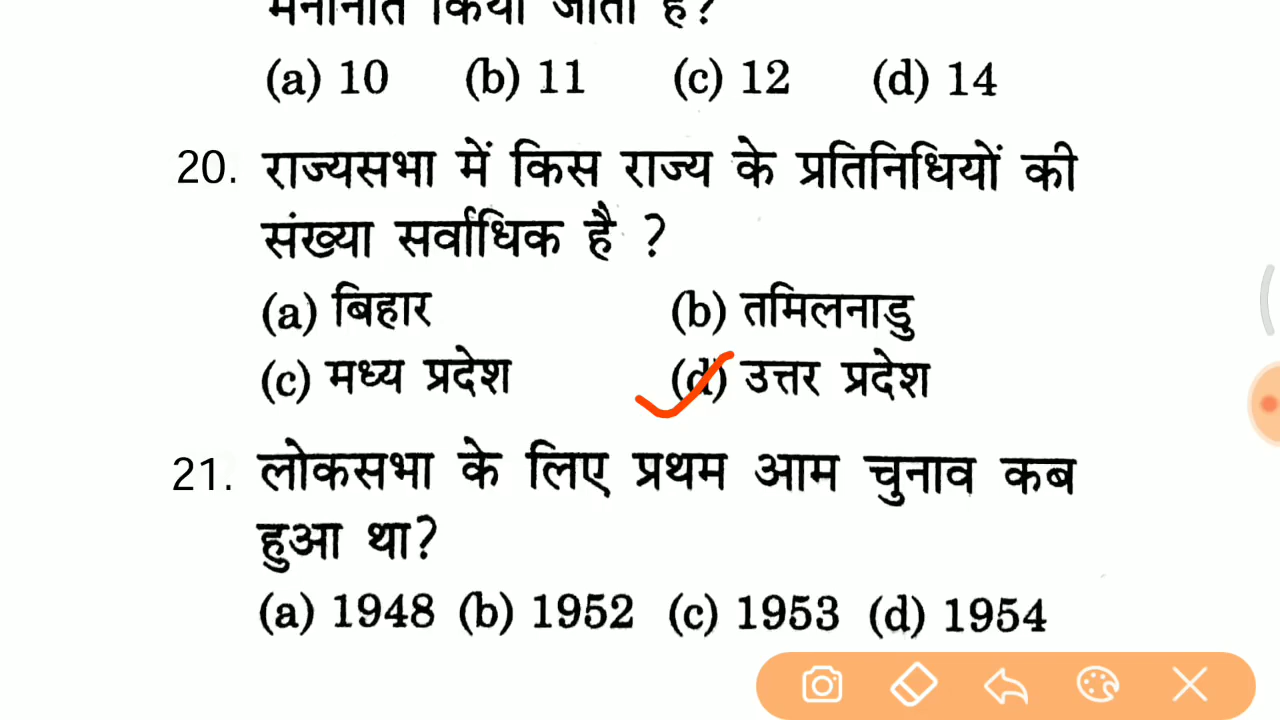 मनोनीत किया जाता है?
(a) 10 (b) 11 (c) 12 (d) 14
20. राज्यसभा में किस राज्य के प्रतिनिधियों की
संख्या सर्वाधिक है ?
(a) बिहार (b) तमिलनाडु
(c) मध्य प्रदेश (d) उत्तर प्रदेश
21. लोकसभा के लिए प्रथम आम चुनाव कब
हुआ था?
(a) 1948 (b) 1952 (c) 1953 (d) 1954